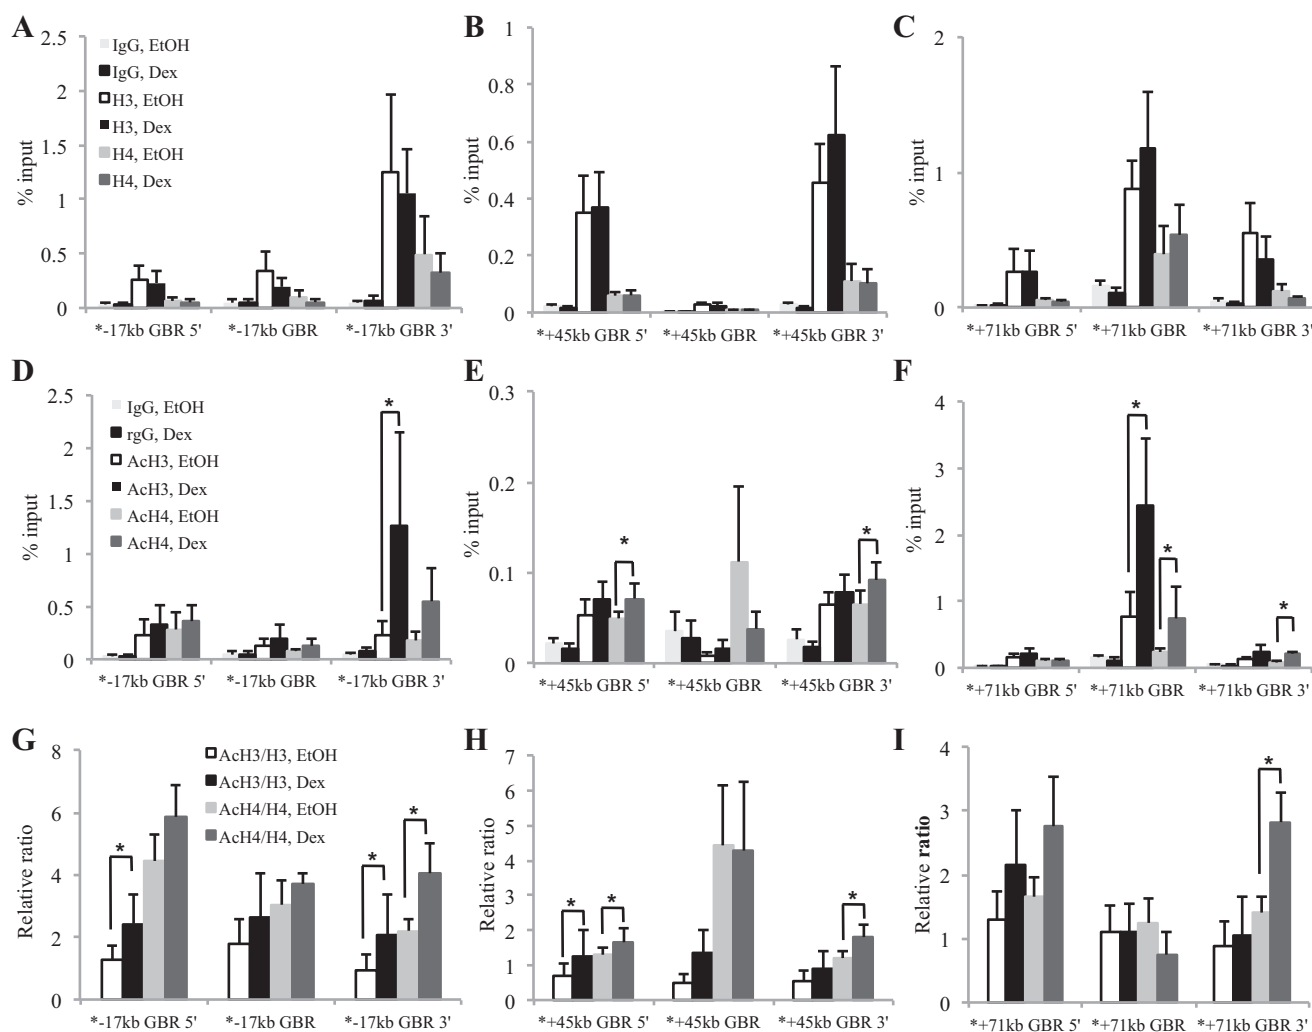 A
2.5
2
1.5
1
0.5
0
% input
IgG, EtOH
IgG, Dex
H3, EtOH
H3, Dex
H4, EtOH
H4, Dex
*-17kb GBR 5' *-17kb GBR *-17kb GBR 3'
B
1
0.8
0.6
0.4
0.2
0
% input
*+45kb GBR 5' *+45kb GBR *+45kb GBR 3'
C
2
1
0
% input
*+71kb GBR 5' *+71kb GBR *+71kb GBR 3'
D
2.5
2
1.5
1
0.5
0
% input
IgG, EtOH
rgG, Dex
AcH3, EtOH
AcH3, Dex
AcH4, EtOH
AcH4, Dex
*
*-17kb GBR 5' *-17kb GBR *-17kb GBR 3'
E
0.3
0.2
0.1
0
% input
* *
*+45kb GBR 5' *+45kb GBR *+45kb GBR 3'
F
4
3
2
1
0
% input
* * *
*+71kb GBR 5' *+71kb GBR *+71kb GBR 3'
G
8
6
4
2
0
Relative ratio
AcH3/H3, EtOH
AcH3/H3, Dex
AcH4/H4, EtOH
AcH4/H4, Dex
* * *
*-17kb GBR 5' *-17kb GBR *-17kb GBR 3'
H
7
6
5
4
3
2
1
0
Relative ratio
* * *
*+45kb GBR 5' *+45kb GBR *+45kb GBR 3'
I
4
3
2
1
0
Relative ratio
*
*+71kb GBR 5' *+71kb GBR *+71kb GBR 3'